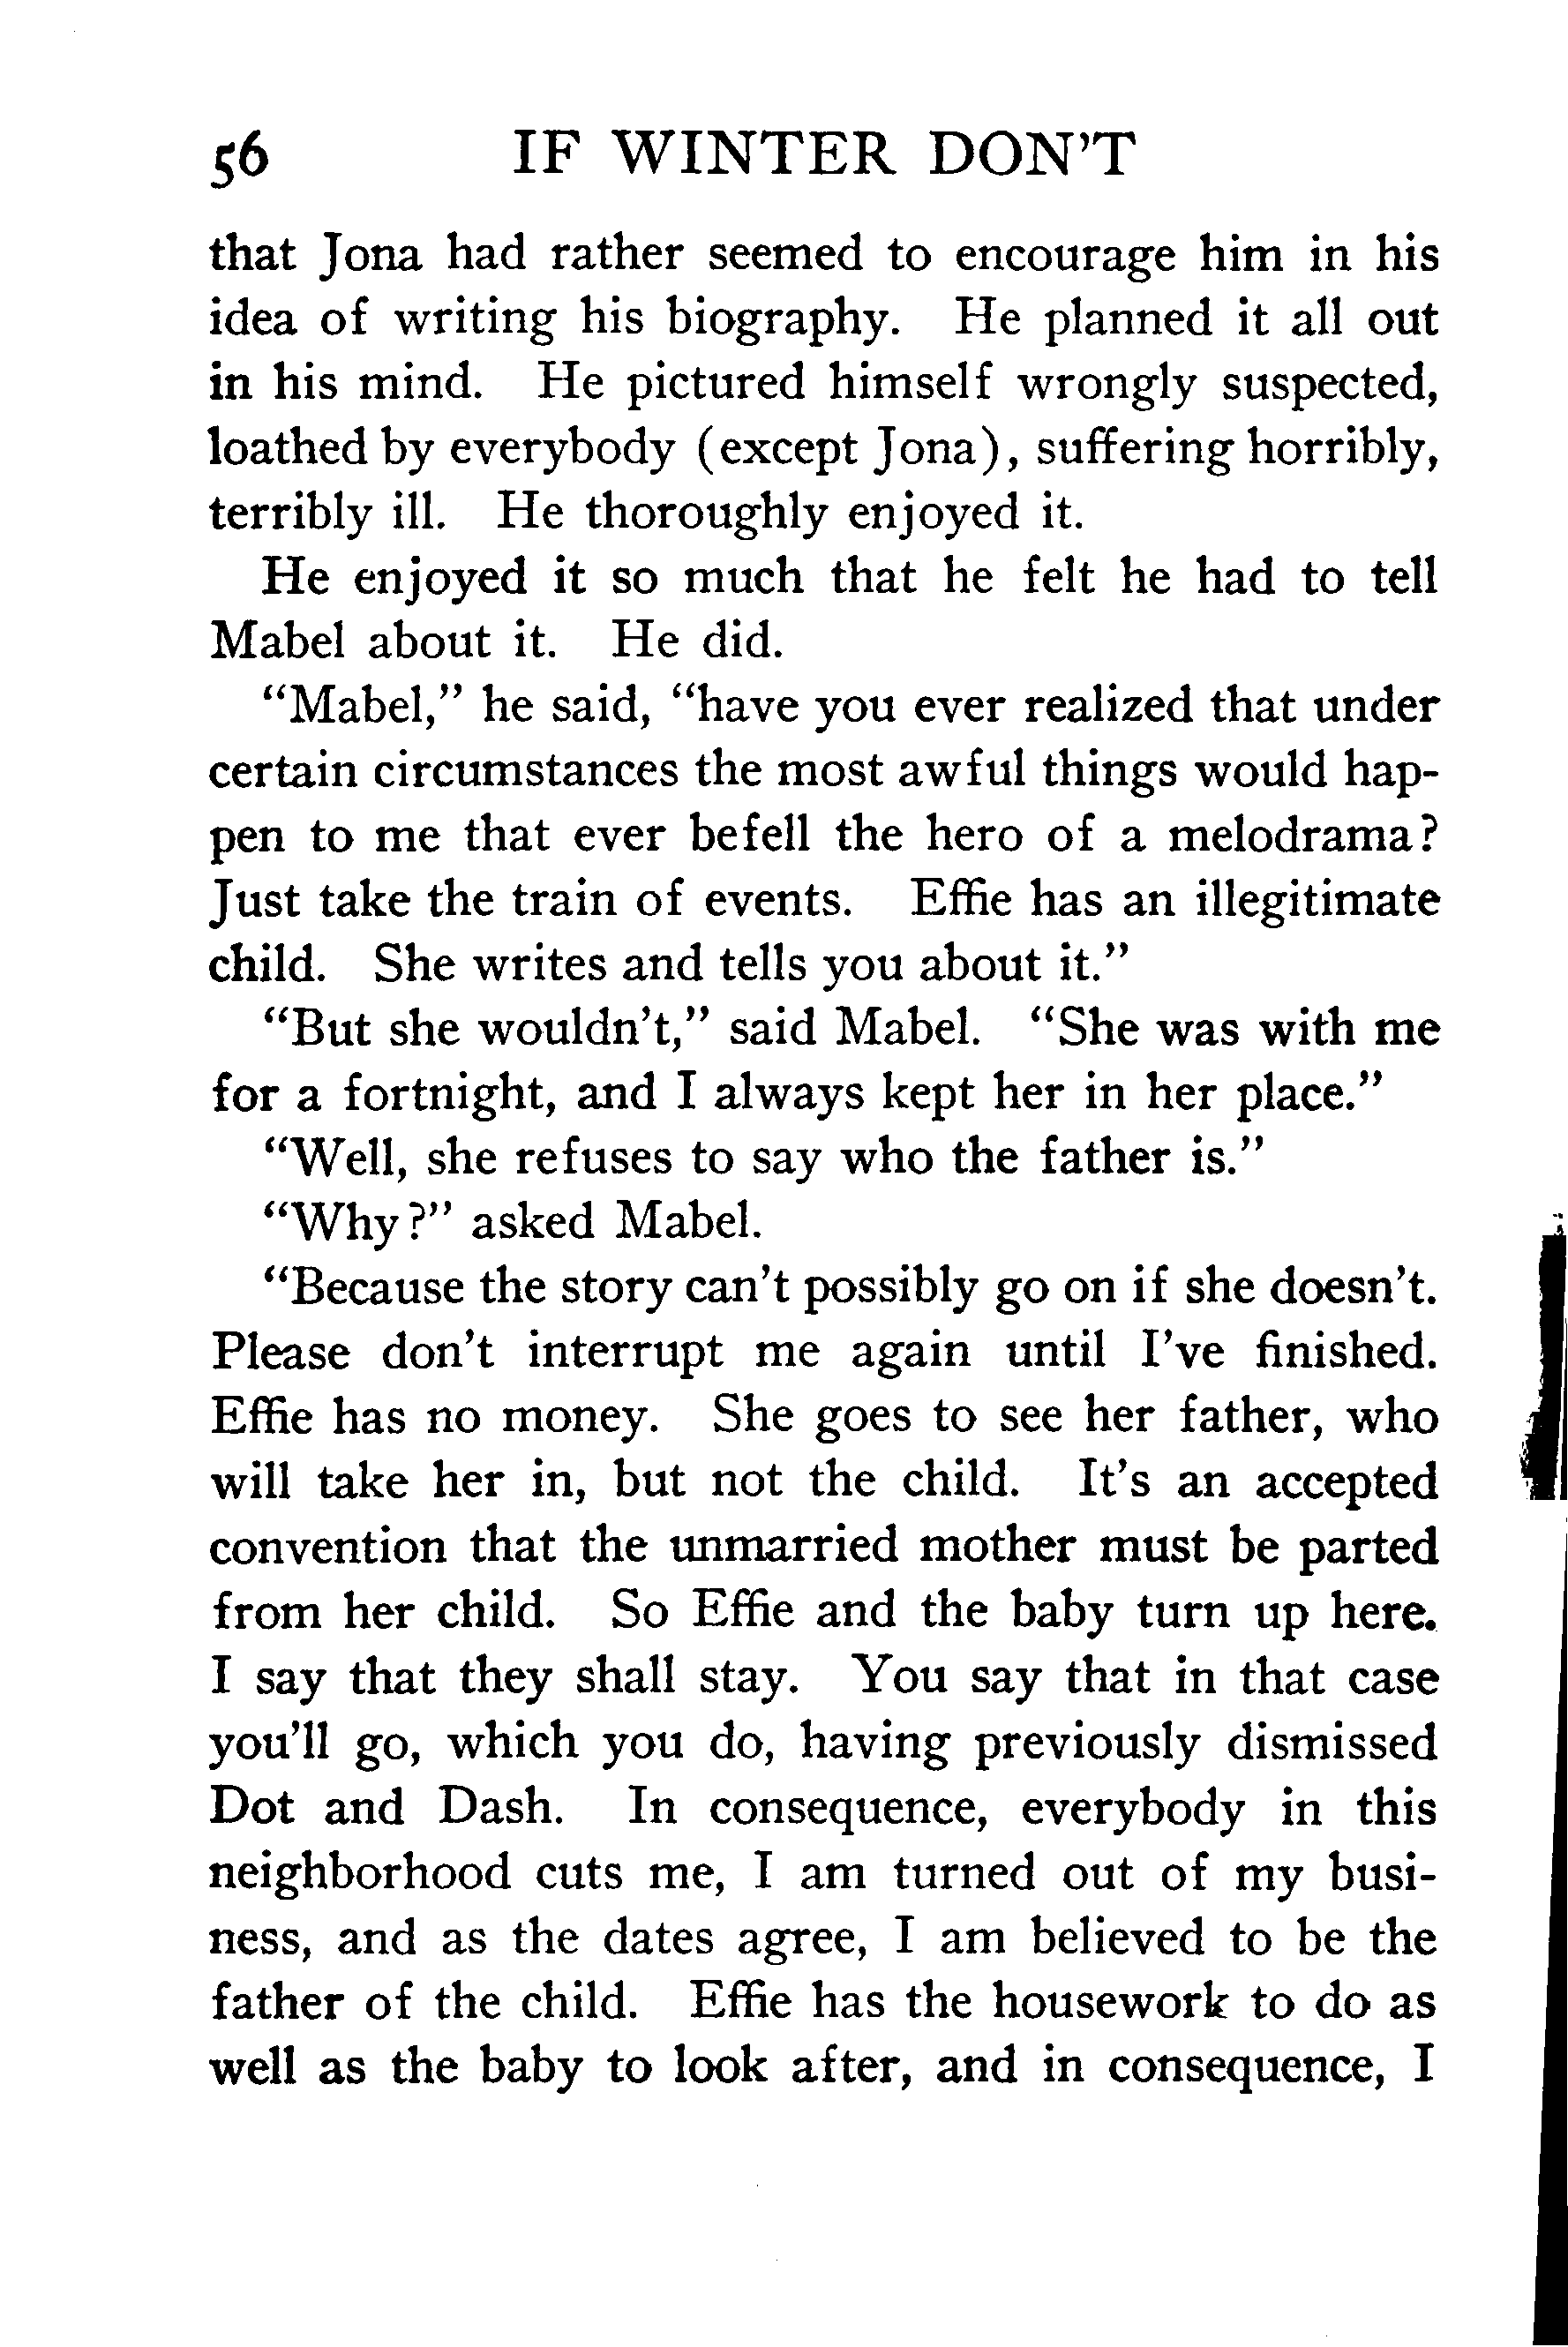 56 IF WINTER DON'T
that Jona had rather seemed to encourage him in his
idea of writing his biography. He planned it all out
in his mind. He pictured himself wrongly suspected,
loathed by everybody (except Jona), suffering horribly,
terribly ill. He thoroughly enjoyed it.
He enjoyed it so much that he felt he had to tell
Mabel about it. He did.
“Mabel,” he said, “have you ever realized that under
certain circumstances the most awful things would hap-
pen to me that ever befell the hero of a melodrama?
Just take the train of events. Effie has an illegitimate
child. She writes and tells you about it.”
“But she wouldn't,” said Mabel. “She was with me
for a fortnight, and I always kept her in her place.”
“Well, she refuses to say who the father is.”
“Why?” asked Mabel.
“Because the story can't possibly go on if she doesn't.
Please don't interrupt me again until I've finished.
Effie has no money. She goes to see her father, who
will take her in, but not the child. It's an accepted
convention that the unmarried mother must be parted
from her child. So Effie and the baby turn up here.
I say that they shall stay. You say that in that case
you'll go, which you do, having previously dismissed
Dot and Dash. In consequence, everybody in this
neighborhood cuts me, I am turned out of my busi-
ness, and as the dates agree, I am believed to be the
father of the child. Effie has the housework to do as
well as the baby to look after, and in consequence, I